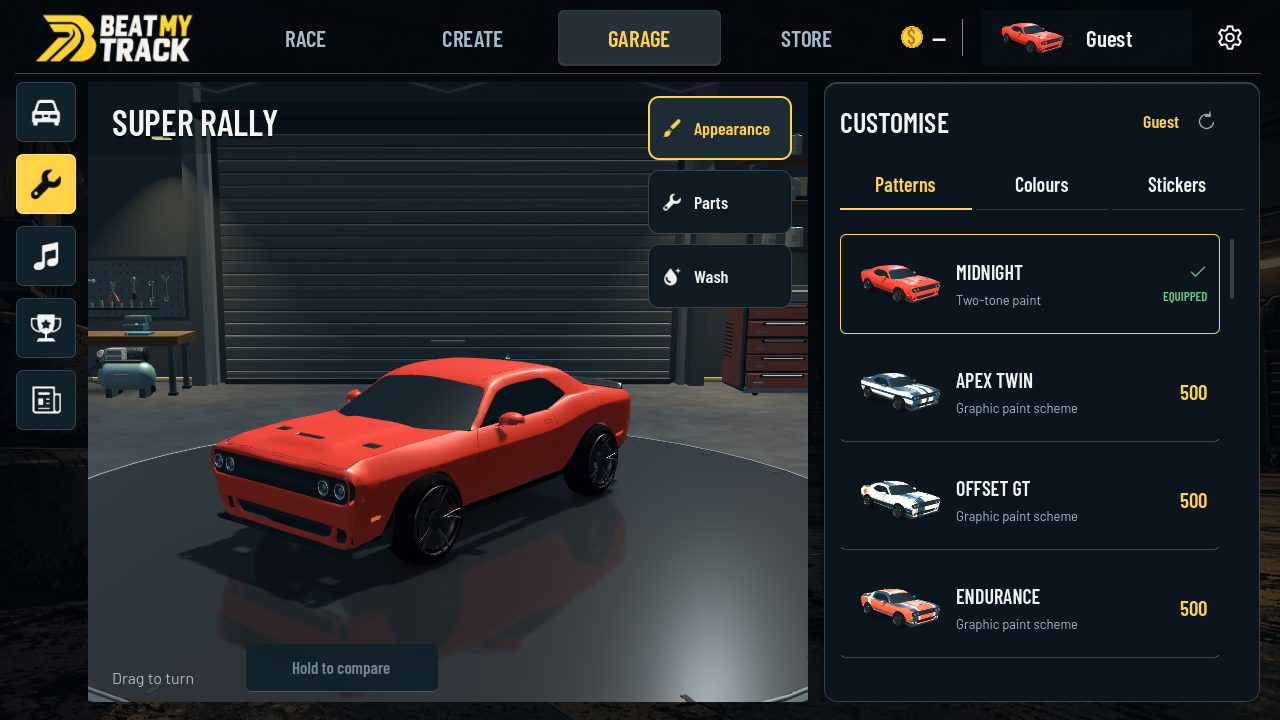 BEAT MY TRACK
RACE
CREATE
GARAGE
STORE
$ –
Guest
SUPER RALLY
Appearance
Parts
Wash
Drag to turn
Hold to compare
CUSTOMISE
Guest
Patterns
Colours
Stickers
MIDNIGHT
Two-tone paint
EQUIPPED
APEX TWIN
Graphic paint scheme
500
OFFSET GT
Graphic paint scheme
500
ENDURANCE
Graphic paint scheme
500